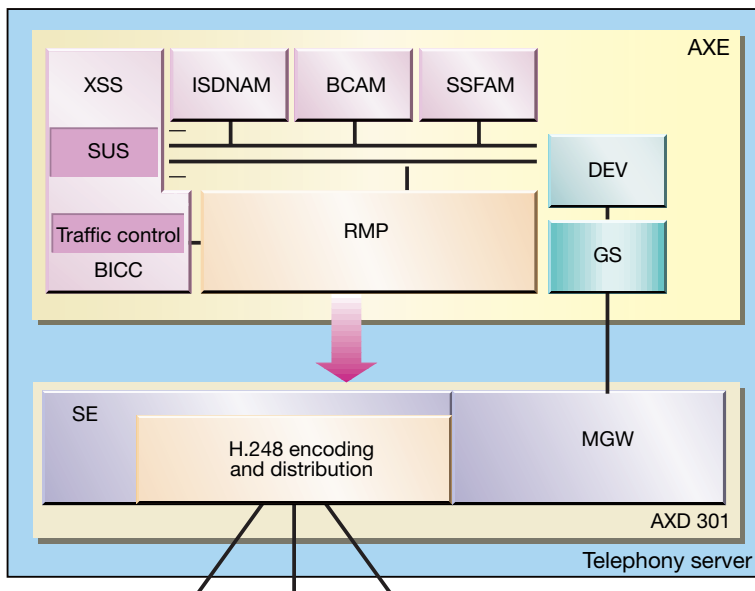 AXE
XSS
ISDNAM
BCAM
SSFAM
SUS
DEV
Traffic control
BICC
RMP
GS
SE
H.248 encoding
and distribution
MGW
AXD 301
Telephony server